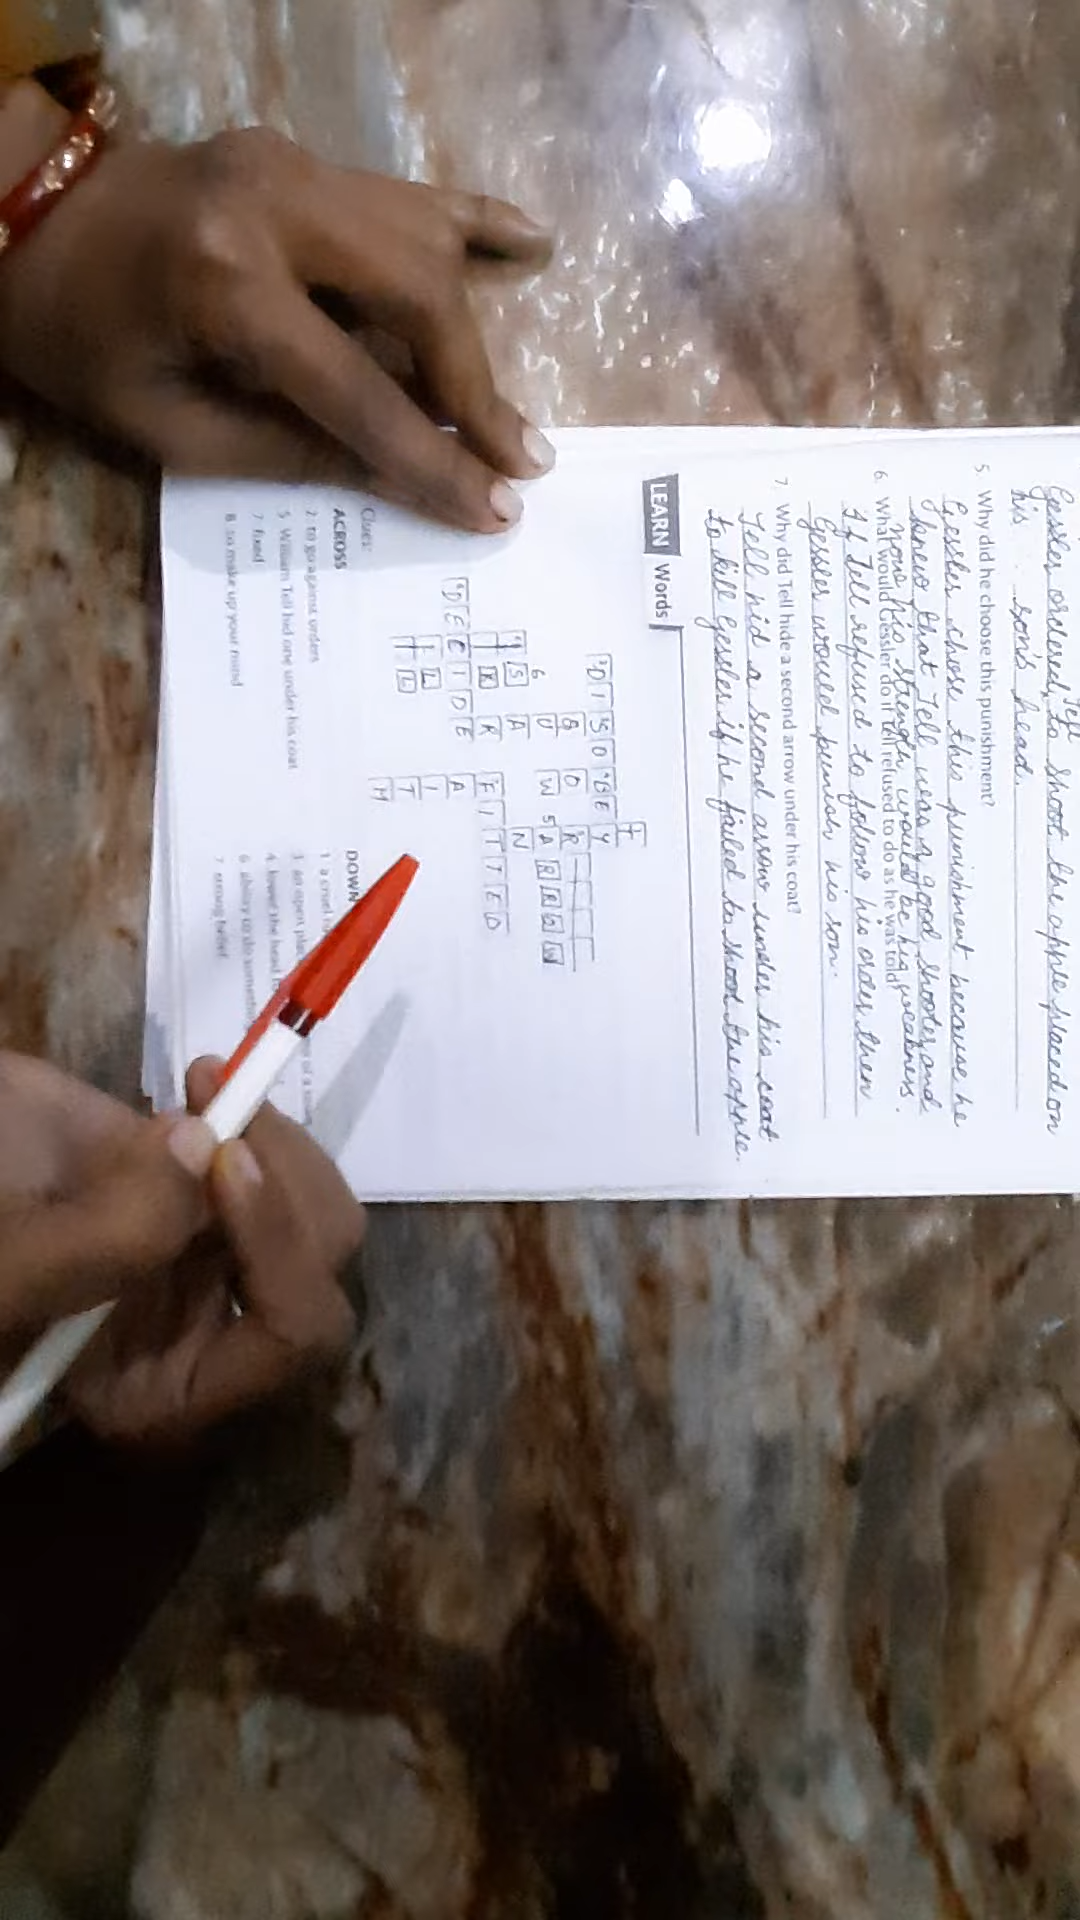 Gessler ordered, Tell to shoot the apple placed on
his son's head.
5. Why did he choose this punishment?
Gessler chose this punishment because he
knew that Tell was a good shooter and
his strength would be his weakness.
6. What would Gessler do if Tell refused to do as he was told?
If Tell refused to follow his order then
Gessler would punish his son.
7. Why did Tell hide a second arrow under his coat?
Tell hid a second arrow under his coat
to kill Gessler if he failed to shoot the apple.
LEARN Words
DISOBEY
ARROW
FITTED
DECIDE
Clues:
ACROSS
2 to go against orders
5 William Tell hid one under his coat
7 fixed
8 to make up your mind
DOWN
1 a cruel
3 an open
4 lower the head
6 ability to do
7 strong belief